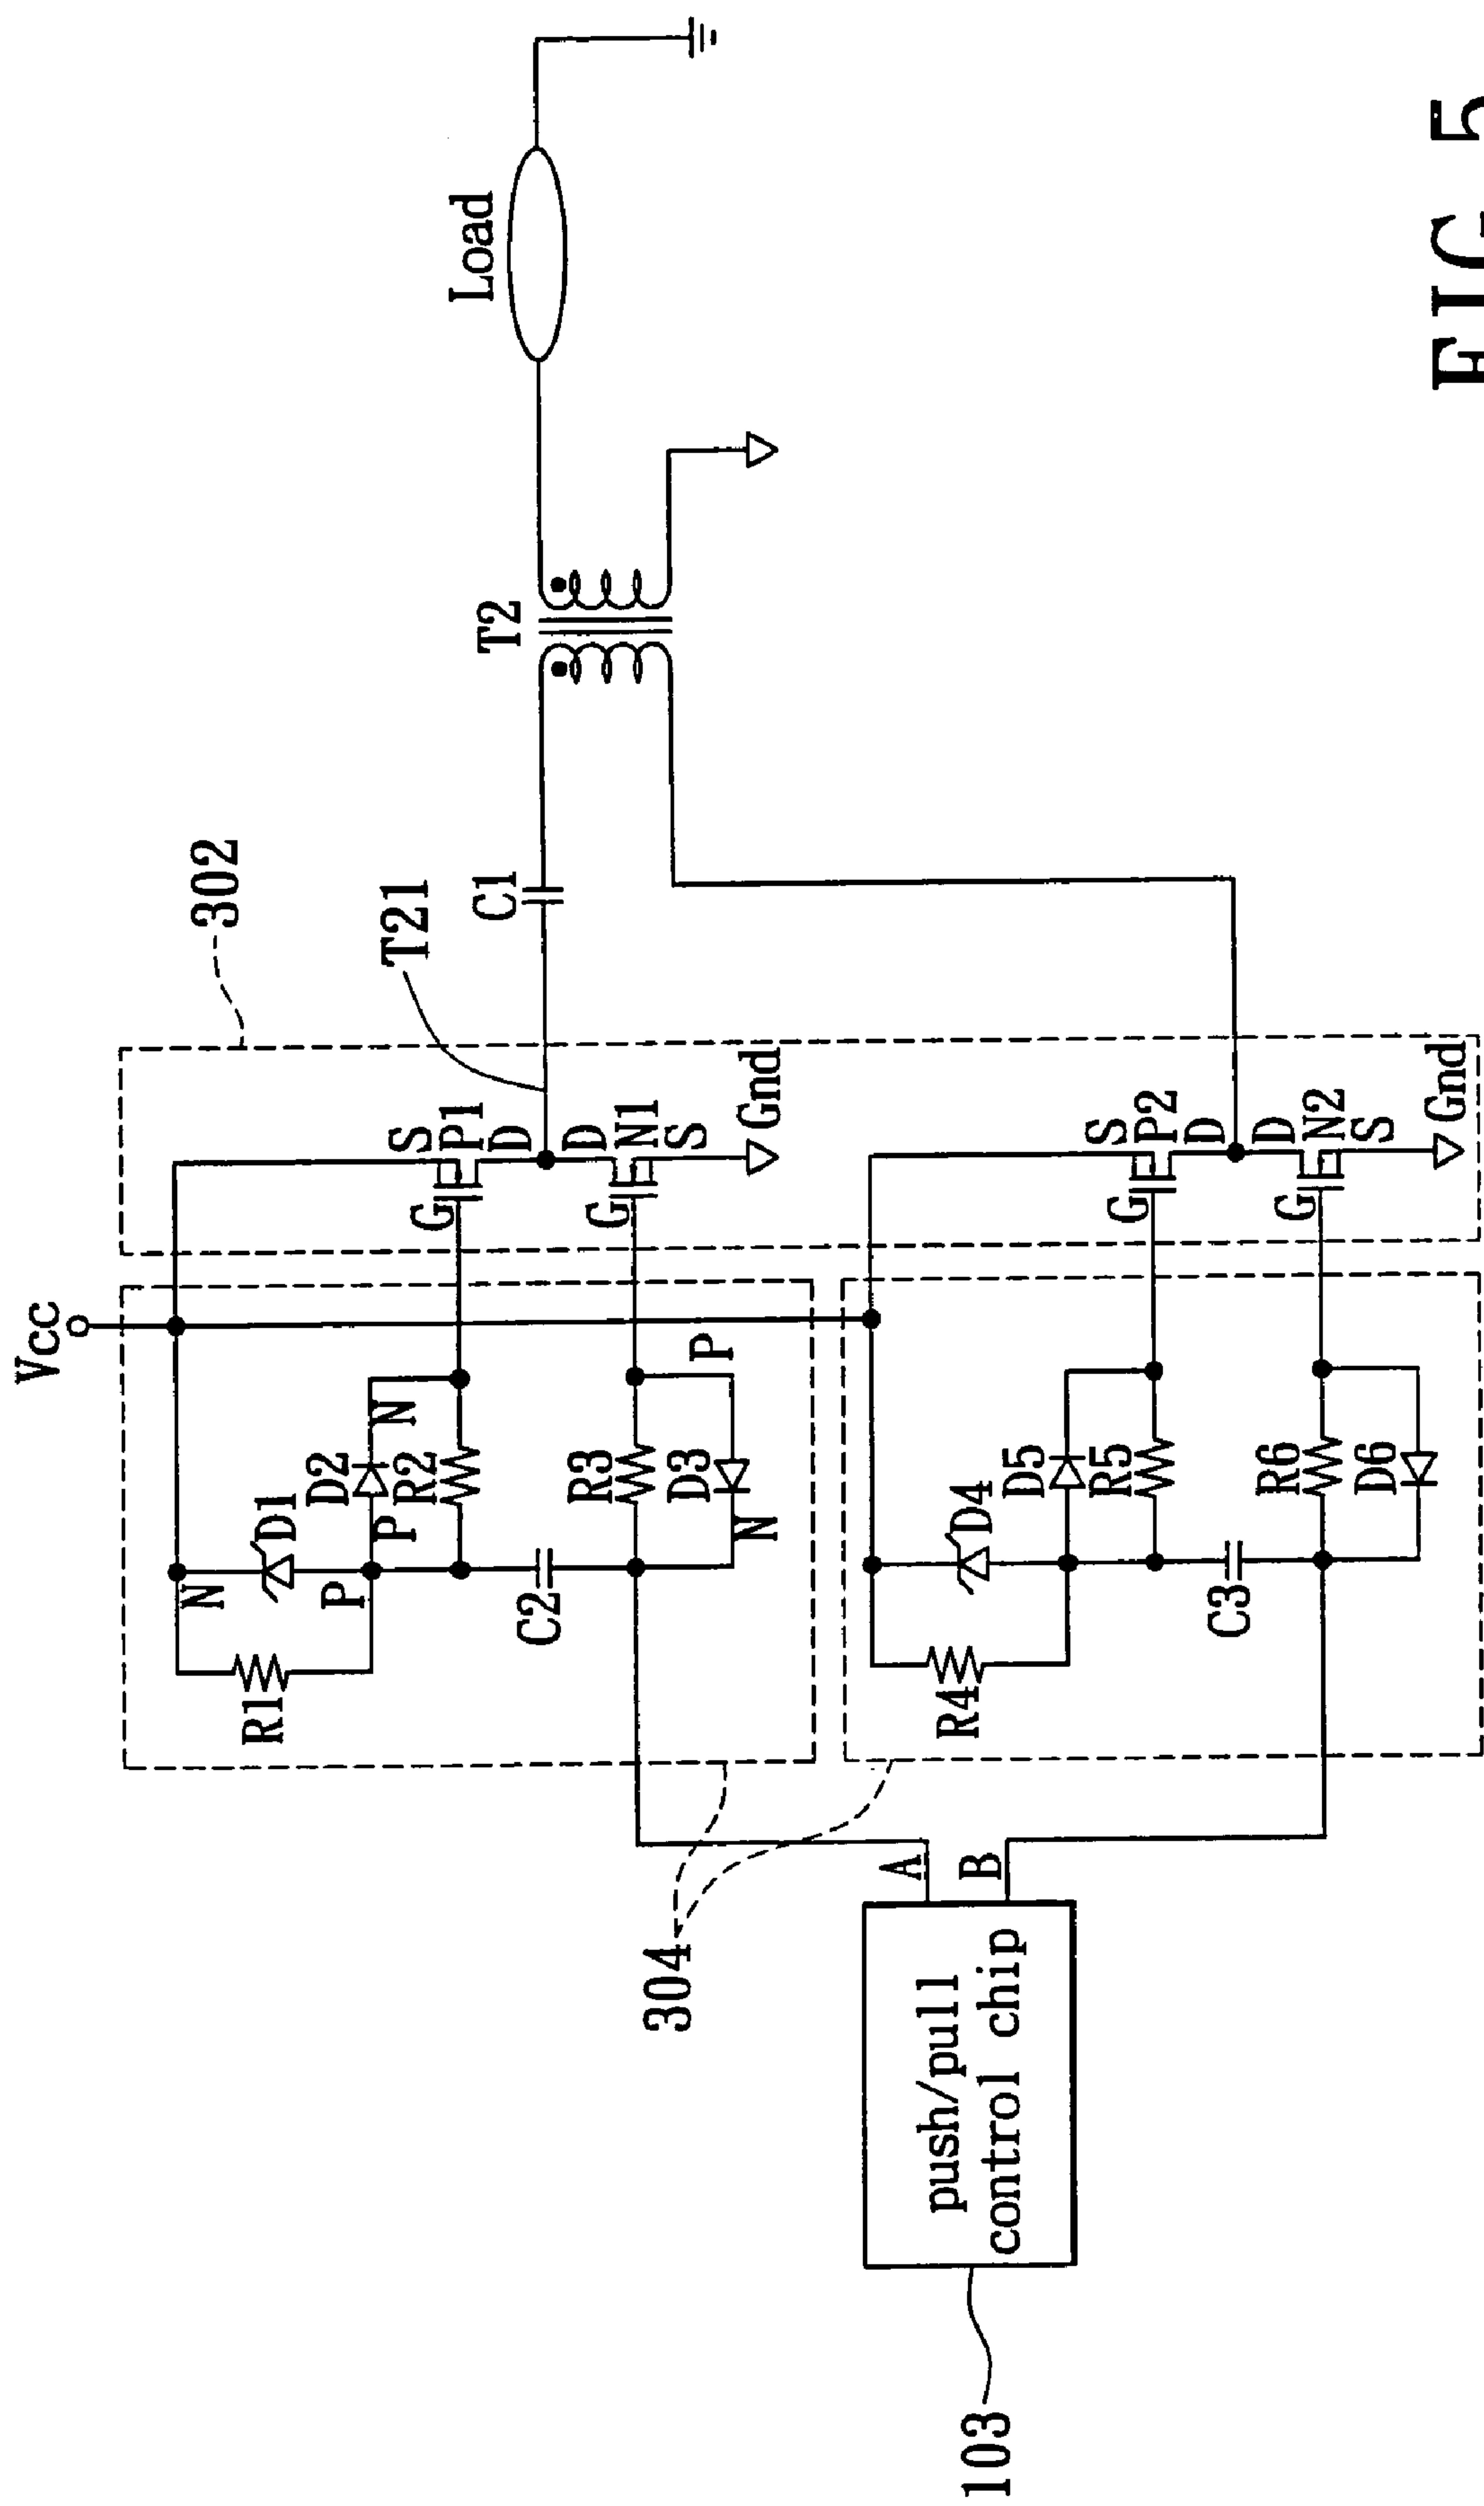 Vcc
302
T21
C1
T2
Load
N
D1
R1
P
D2
N
P
R2
C2
R3
D3
P
N
S
G
P1
D
D
G
N1
S
Gnd
304
A
B
push/pull
control chip
103
D4
R4
D5
R5
C3
R6
D6
S
G
P2
D
D
G
N2
S
Gnd
FIG 5